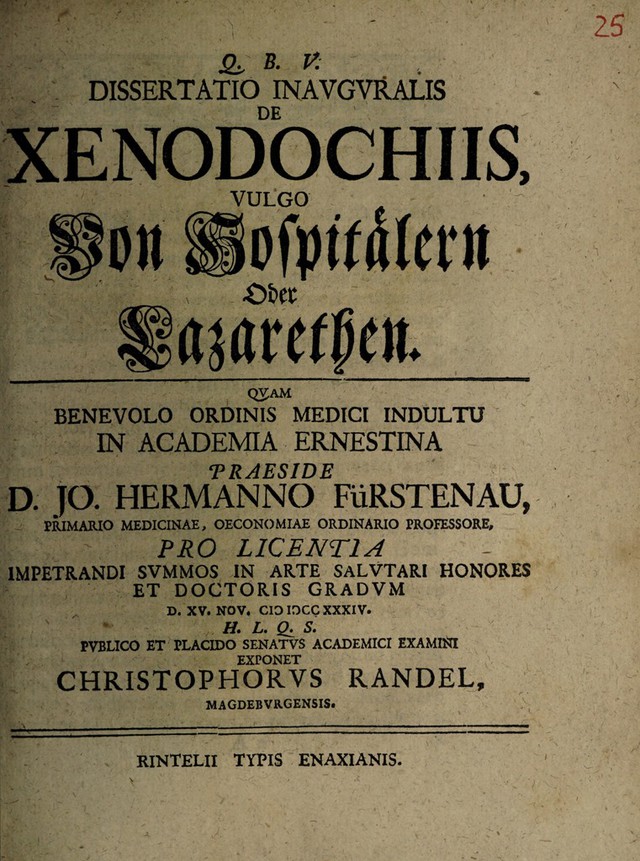 25
Q. B. V.
DISSERTATIO INAVGVRALIS
DE
XENODOCHIIS,
VULGO
Von Hoſpitålern
Oder
Lazarethen.
QVAM
BENEVOLO ORDINIS MEDICI INDULTU
IN ACADEMIA ERNESTINA
PRAESIDE
D. JO. HERMANNO FüRSTENAU,
PRIMARIO MEDICINAE, OECONOMIAE ORDINARIO PROFESSORE,
PRO LICENTIA
IMPETRANDI SVMMOS IN ARTE SALVTARI HONORES
ET DOCTORIS GRADVM
D. XV. NOV. CIↃ IↃCCXXXIV.
H. L. Q. S.
PVBLICO ET PLACIDO SENATVS ACADEMICI EXAMINI
EXPONET
CHRISTOPHORVS RANDEL,
MAGDEBVRGENSIS.
RINTELII TYPIS ENAXIANIS.